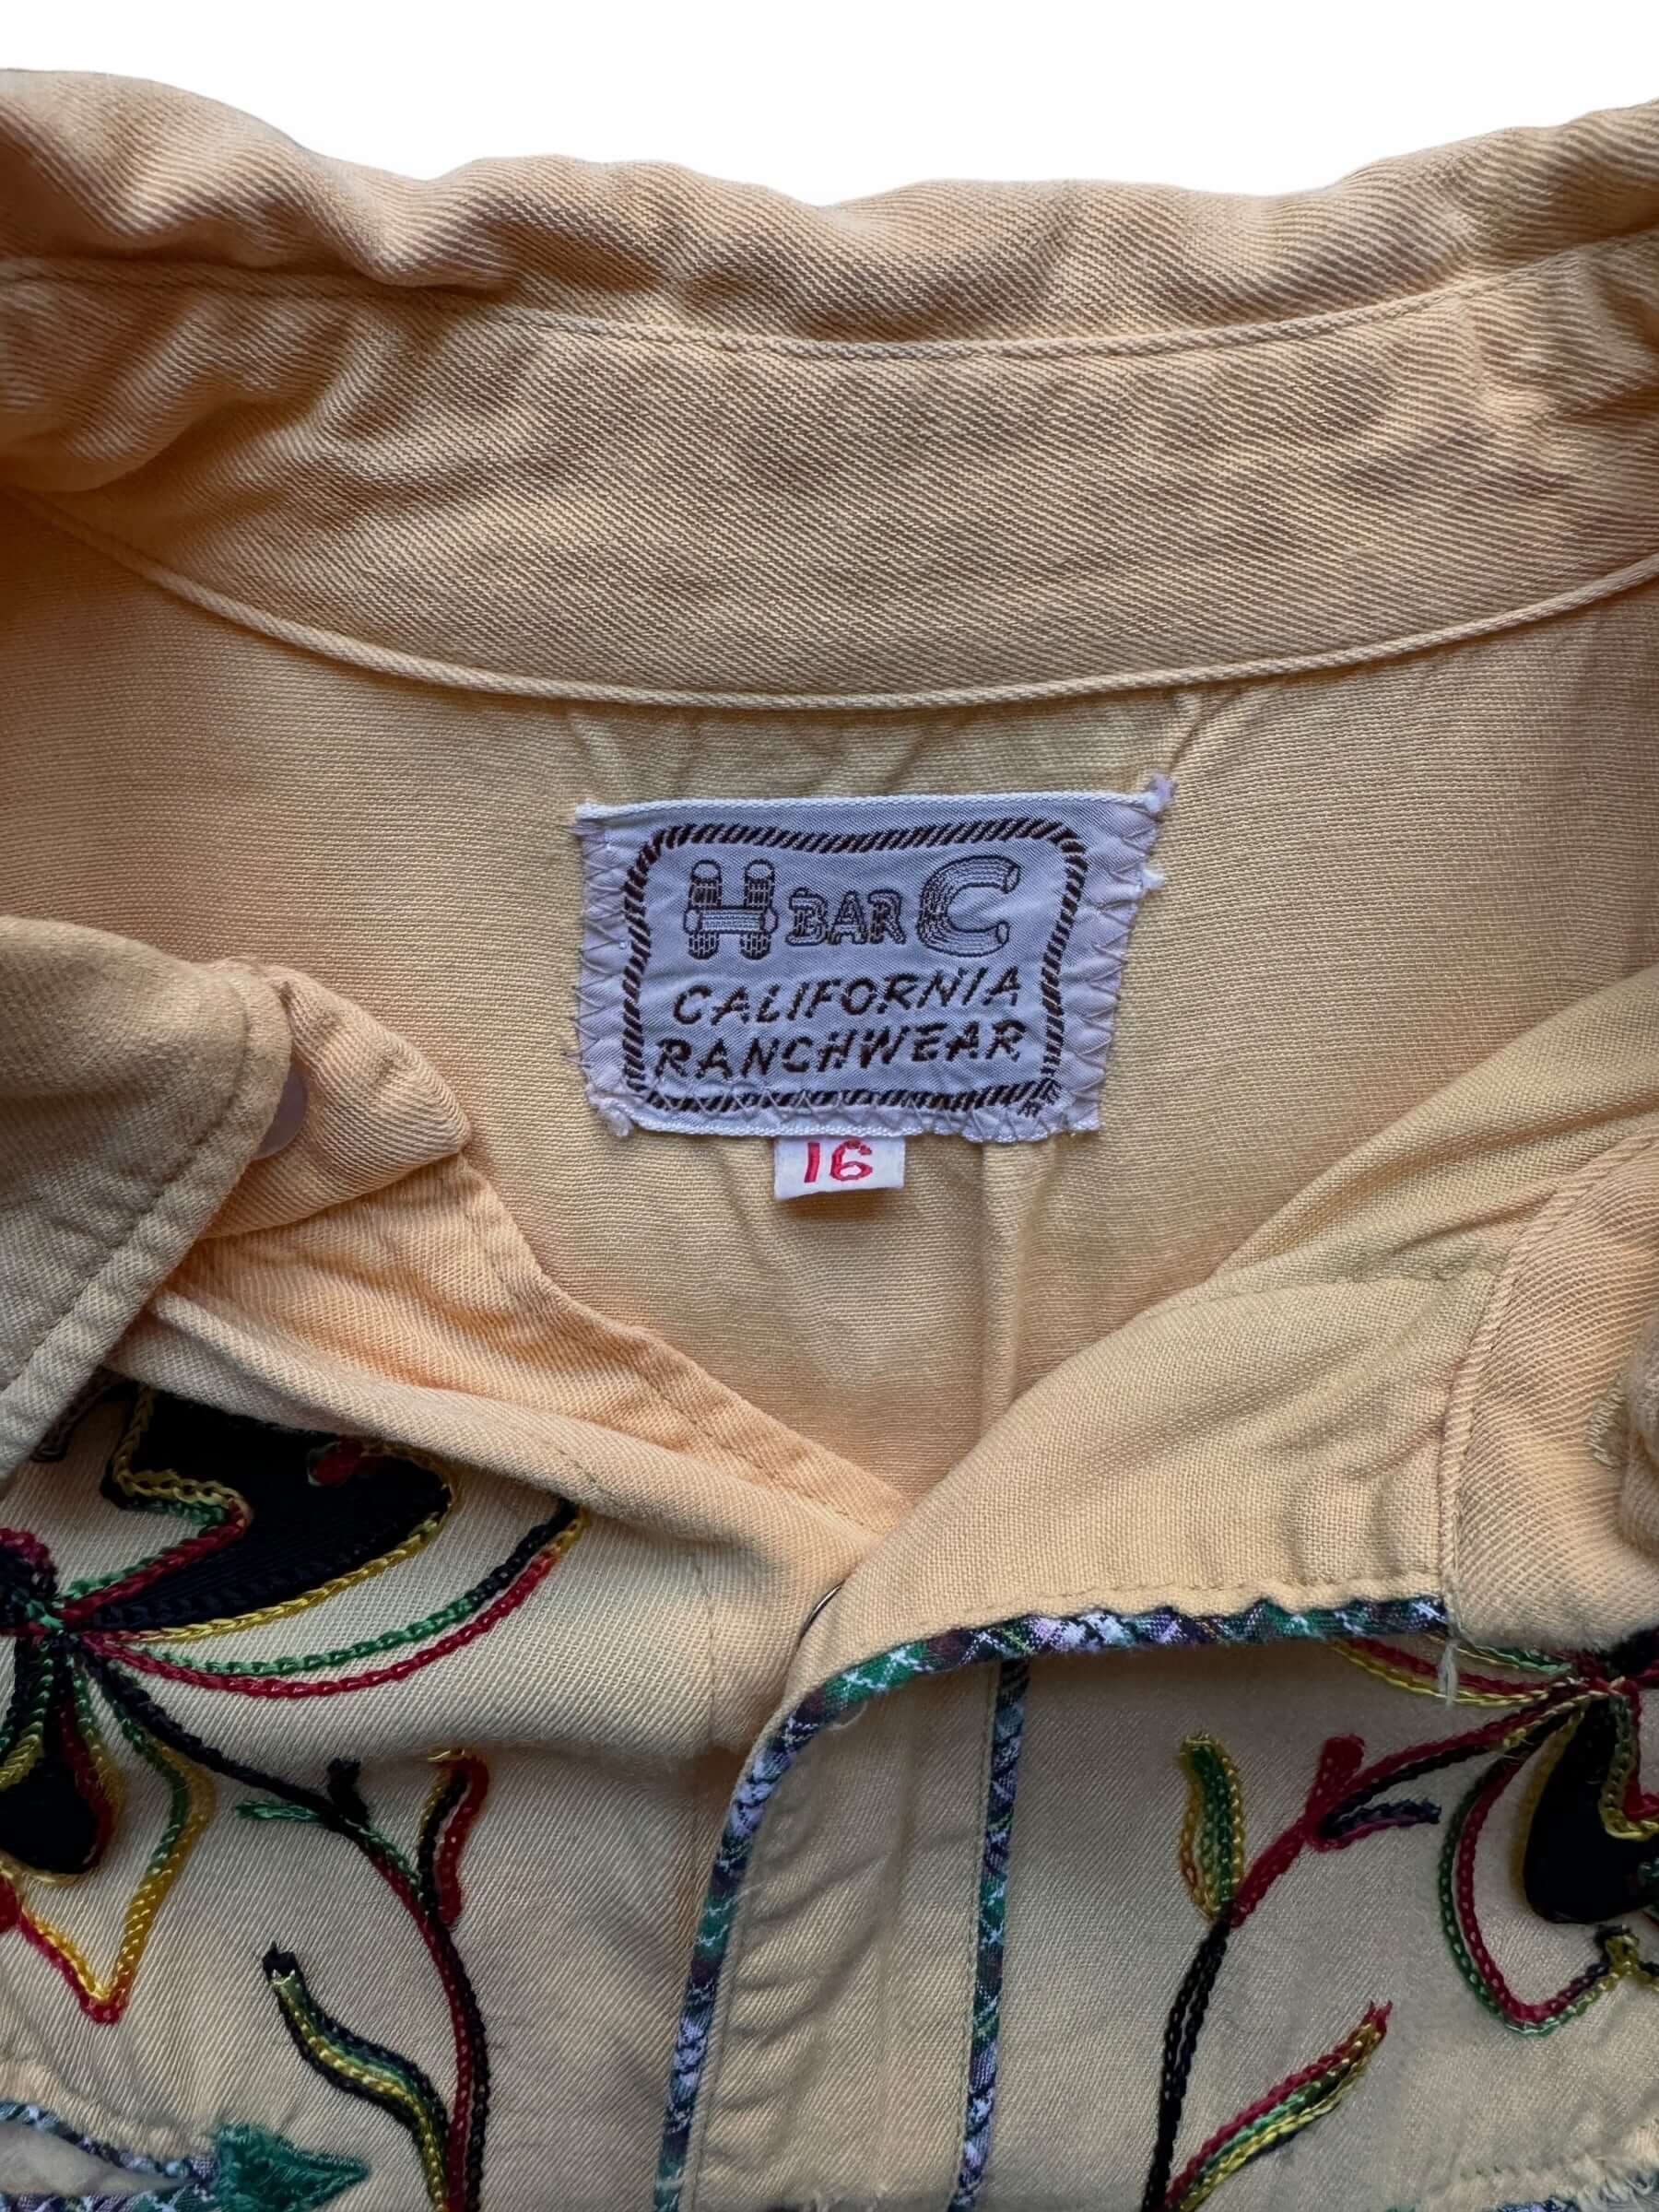 H BAR C
CALIFORNIA
RANCHWEAR
16